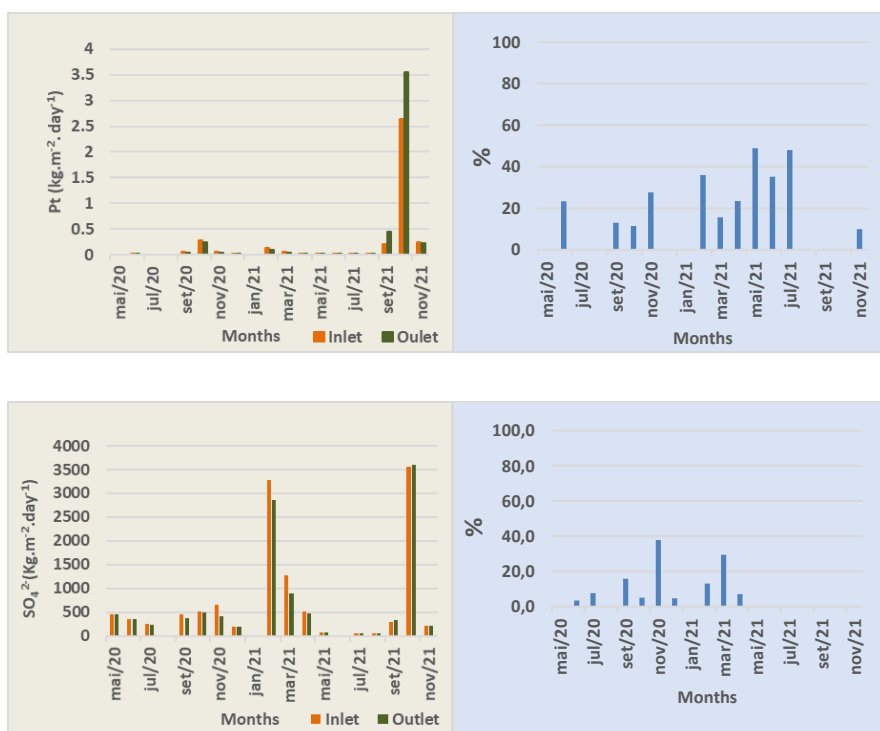 4
3.5
3
2.5
2
1.5
1
0.5
0
Pt (kg.m-2. day-1)
mai/20
jul/20
set/20
nov/20
jan/21
mar/21
mai/21
jul/21
set/21
nov/21
Months
Inlet
Oulet
100
80
60
40
20
0
%
mai/20
jul/20
set/20
nov/20
jan/21
mar/21
mai/21
jul/21
set/21
nov/21
Months
4000
3500
3000
2500
2000
1500
1000
500
0
SO₄²⁻(Kg.m-2.day-1)
mai/20
jul/20
set/20
nov/20
jan/21
mar/21
mai/21
jul/21
set/21
nov/21
Months
Inlet
Outlet
100,0
80,0
60,0
40,0
20,0
0,0
%
mai/20
jul/20
set/20
nov/20
jan/21
mar/21
mai/21
jul/21
set/21
nov/21
Months